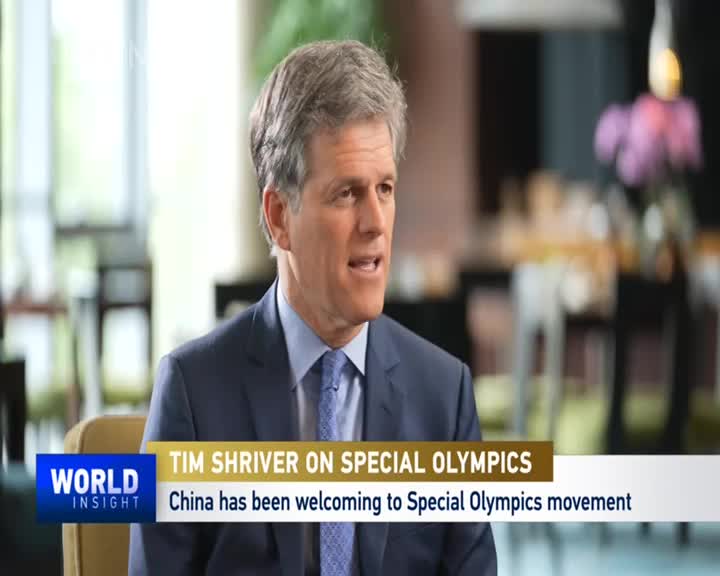 TIM SHRIVER ON SPECIAL OLYMPICS
WORLD
INSIGHT
China has been welcoming to Special Olympics movement